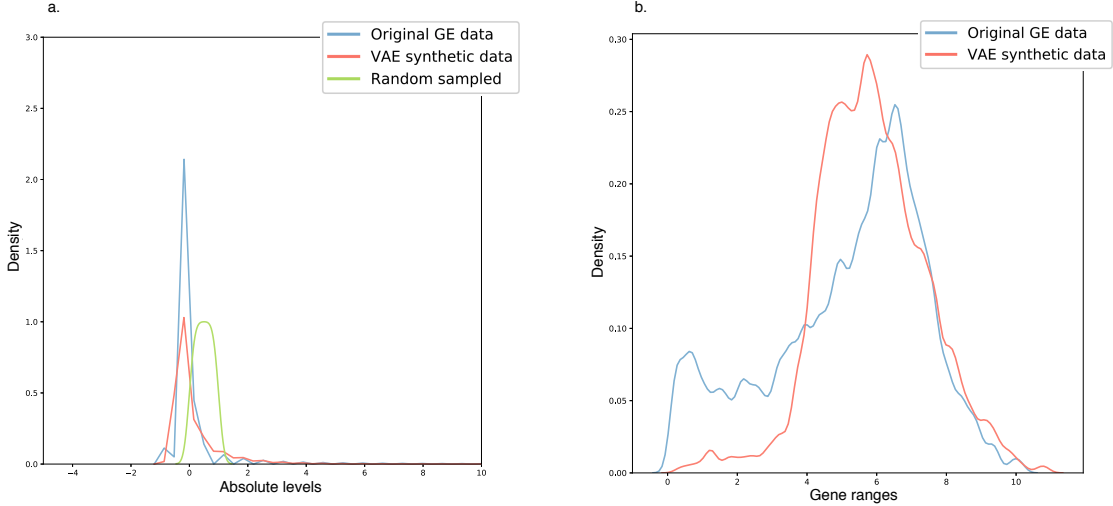 a.
Original GE data
VAE synthetic data
Random sampled
3.0
2.5
2.0
1.5
1.0
0.5
0.0
Density
−4
−2
0
2
4
6
8
10
Absolute levels
b.
Original GE data
VAE synthetic data
0.30
0.25
0.20
0.15
0.10
0.05
0.00
Density
0
2
4
6
8
10
Gene ranges